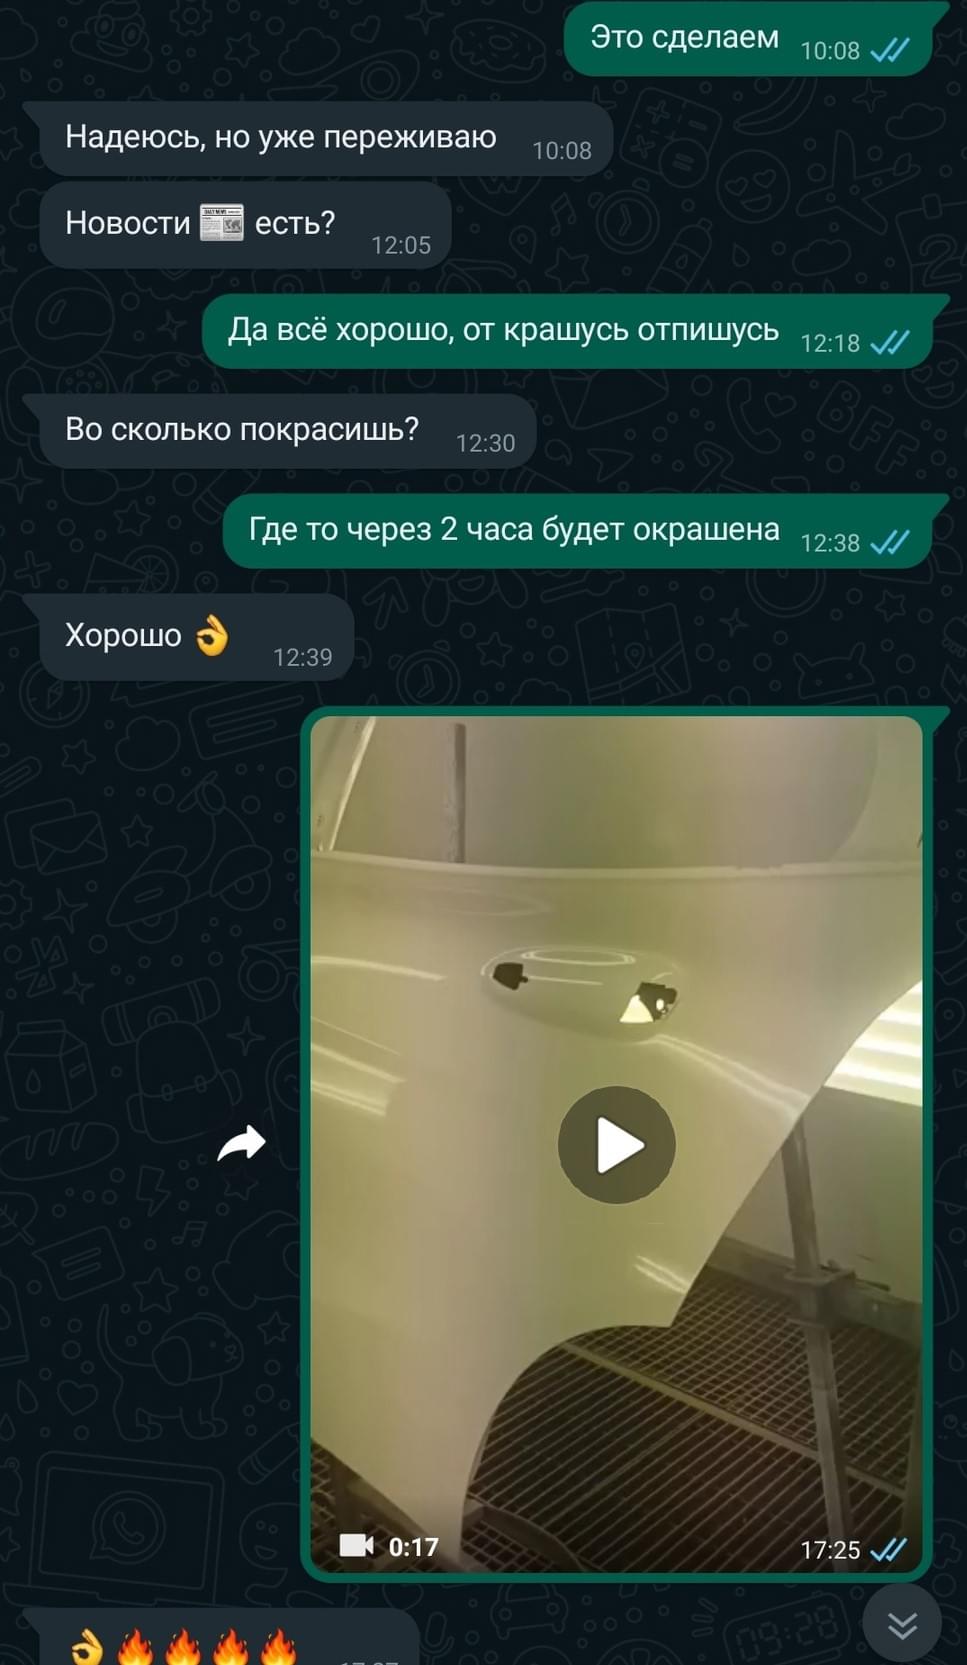 Это сделаем 10:08
Надеюсь, но уже переживаю 10:08
Новости 📰 есть? 12:05
Да всё хорошо, от крашусь отпишусь 12:18
Во сколько покрасишь? 12:30
Где то через 2 часа будет окрашена 12:38
Хорошо 👌 12:39
0:17 17:25
👌🔥🔥🔥🔥